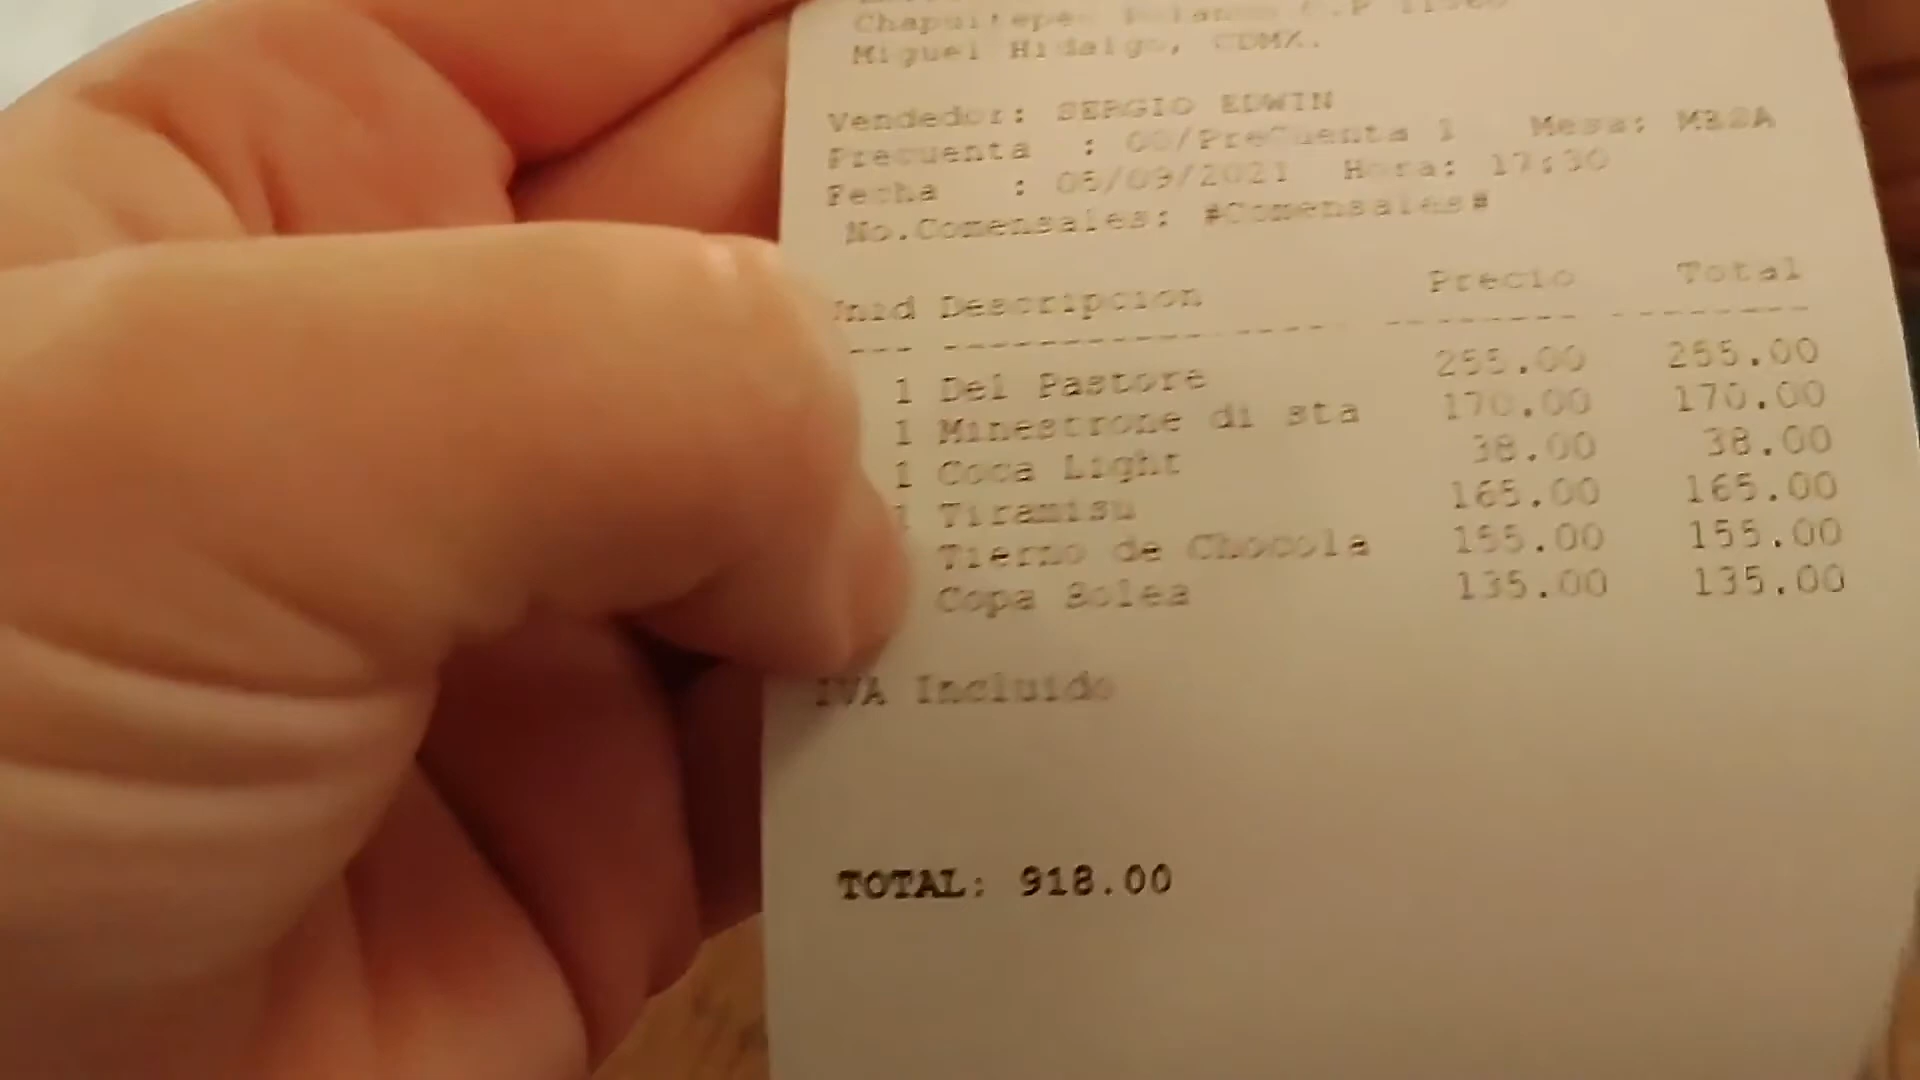 Miguel Hidalgo, CDMX.
Vendedor: SERGIO EDWIN
Precuenta : 00/PreCuenta 1 Mesa: MESA
Fecha : 05/09/2021 Hora: 17:30
No.Comensales: #Comensales#
Unid Descripcion Precio Total
--- ----------------- -------- --------
1 Del Pastore 255.00 255.00
1 Minestrone di sta 170.00 170.00
1 Coca Light 38.00 38.00
1 Tiramisu 165.00 165.00
Tierno de Chocola 155.00 155.00
Copa Solea 135.00 135.00
IVA Incluido
TOTAL: 918.00